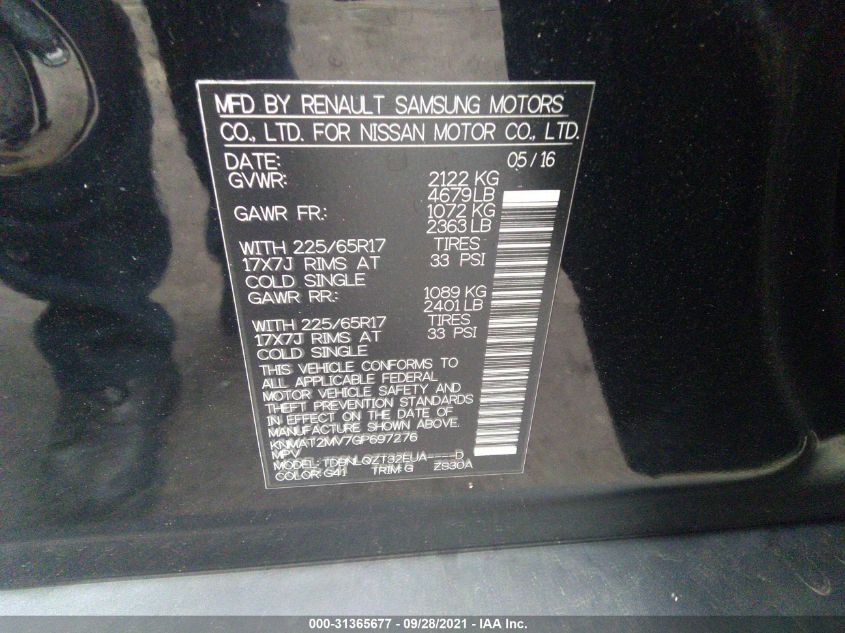 MFD BY RENAULT SAMSUNG MOTORS
CO., LTD. FOR NISSAN MOTOR CO., LTD.
DATE: 05/16
GVWR: 2122 KG
4679 LB
GAWR FR: 1072 KG
2363 LB
WITH 225/65R17 TIRES
17X7J RIMS AT 33 PSI
COLD SINGLE
GAWR RR: 1089 KG
2401 LB
WITH 225/65R17 TIRES
17X7J RIMS AT 33 PSI
COLD SINGLE
THIS VEHICLE CONFORMS TO
ALL APPLICABLE FEDERAL
MOTOR VEHICLE SAFETY AND
THEFT PREVENTION STANDARDS
IN EFFECT ON THE DATE OF
MANUFACTURE SHOWN ABOVE.
KNMAT2MV7GP697276
MPV
MODEL: TDBNLQZT32EUA----D
COLOR: G41 TRIM: G ZS30A
000-31365677 - 09/28/2021 - IAA Inc.